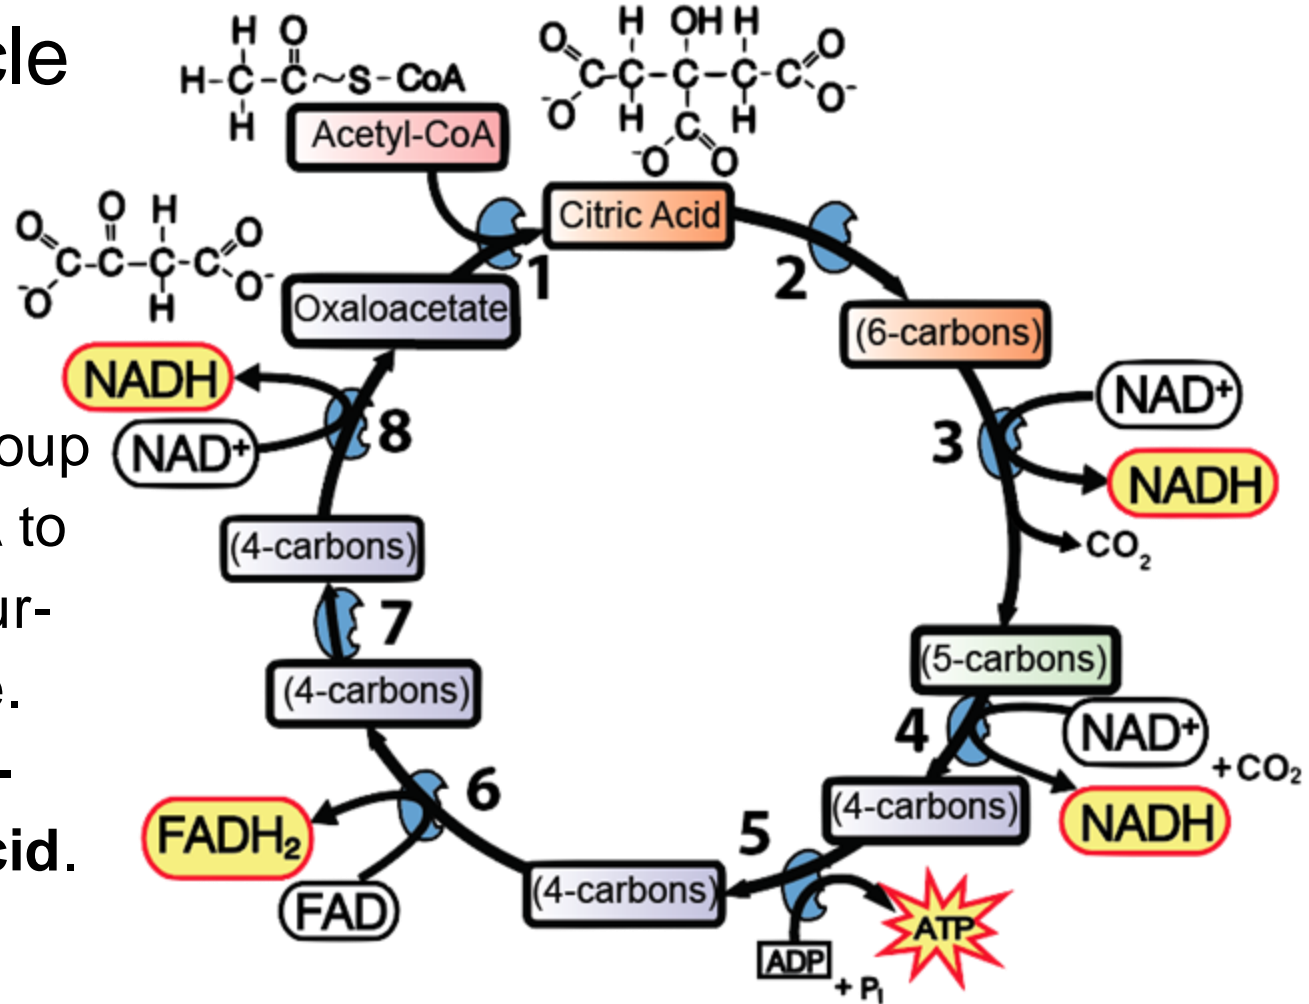 cle
H O
H-C-C~S-CoA
H
Acetyl-CoA
H OH H
O O
C-C-C-C-C
-O H C H O-
-O O
Citric Acid
1
2
O O H O
C-C-C-C
-O H O-
Oxaloacetate
(6-carbons)
NADH
NAD+
8
3
NAD+
NADH
CO2
oup
A to
ur-
e.
-
cid.
(4-carbons)
7
(5-carbons)
4
NAD+
+ CO2
NADH
(4-carbons)
6
5
(4-carbons)
FADH2
FAD
(4-carbons)
ATP
ADP
+ Pi